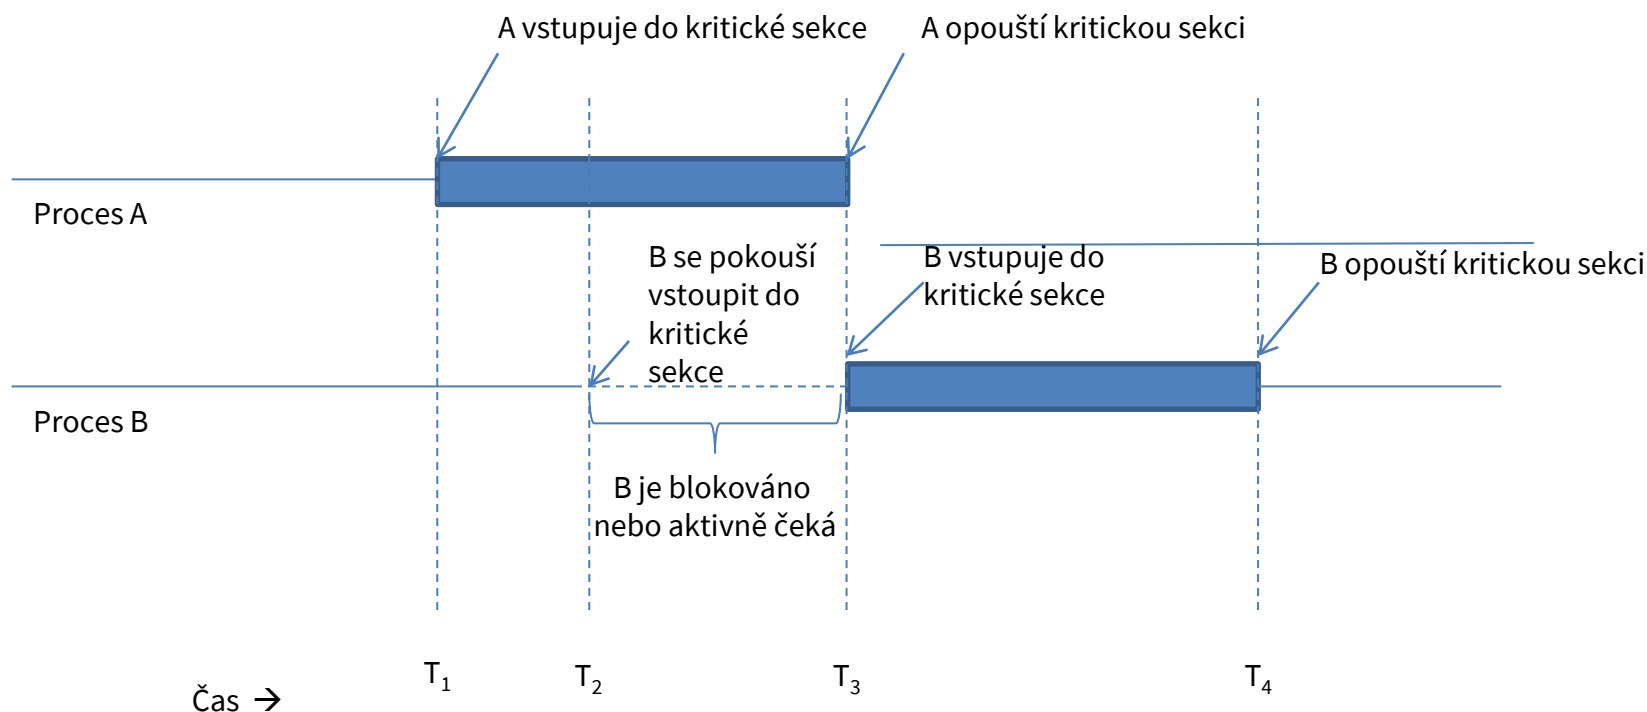 A vstupuje do kritické sekce
A opouští kritickou sekci
Proces A
B se pokouší
vstoupit do
kritické
sekce
B vstupuje do
kritické sekce
B opouští kritickou sekci
Proces B
B je blokováno
nebo aktivně čeká
T₁
T₂
T₃
T₄
Čas →